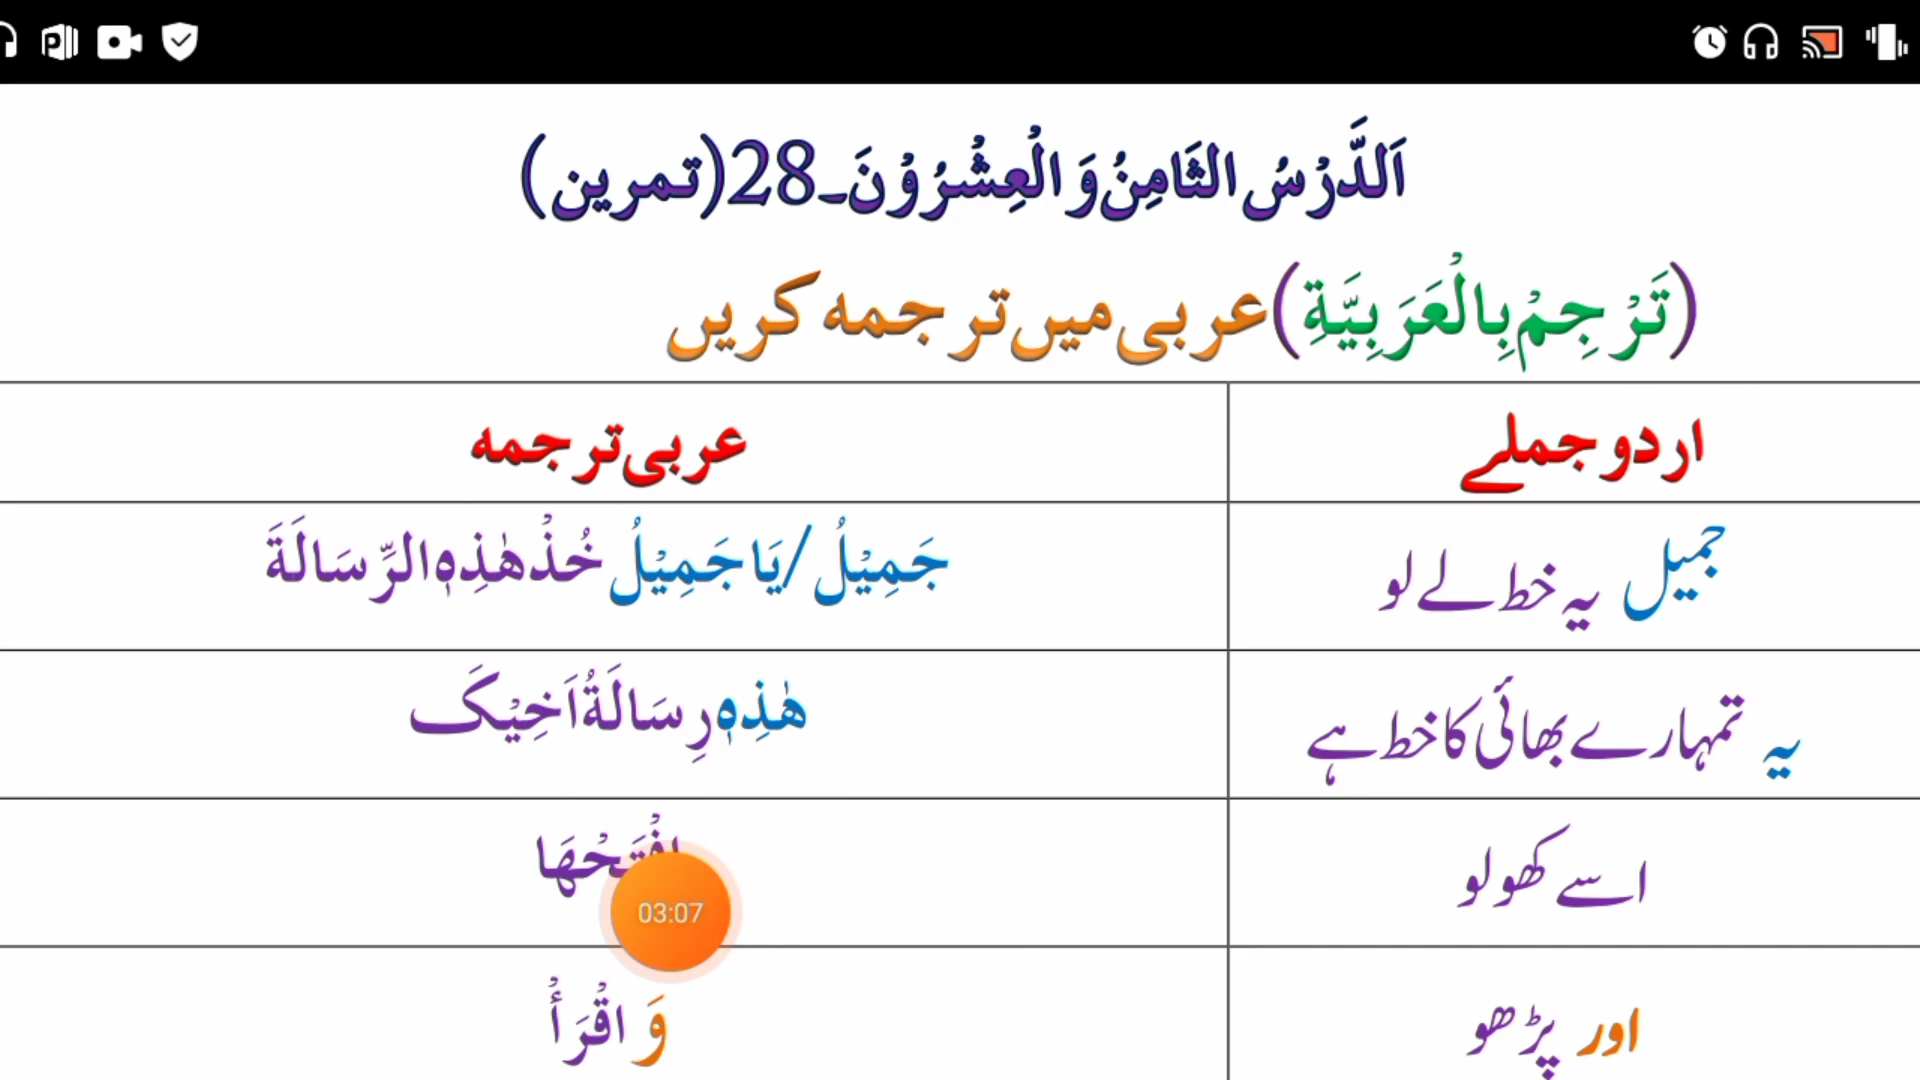 اَلدَّرْسُ الثَّامِنُ وَ الْعِشْرُوْنَ۔28(تمرین)
(تَرْجِمْ بِالْعَرَبِيَّةِ)عربی میں ترجمہ کریں
اردو جملے	عربی ترجمہ
جمیل یہ خط لے لو	جَمِيْلُ/يَا جَمِيْلُ خُذْ هٰذِهِ الرِّسَالَةَ
یہ تمہارے بھائی کا خط ہے	هٰذِهٖ رِسَالَةُ اَخِيْکَ
اسے کھولو
03:07
اور پڑھو	وَ اقْرَأْ